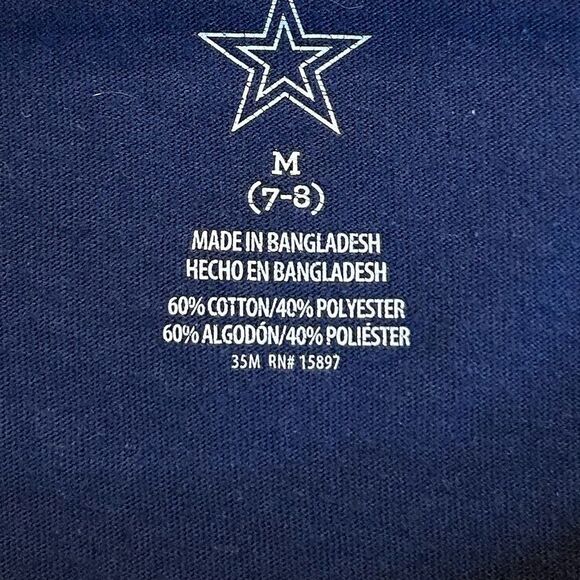 M
(7-8)
MADE IN BANGLADESH
HECHO EN BANGLADESH
60% COTTON/40% POLYESTER
60% ALGODÓN/40% POLIÉSTER
35M RN# 15897